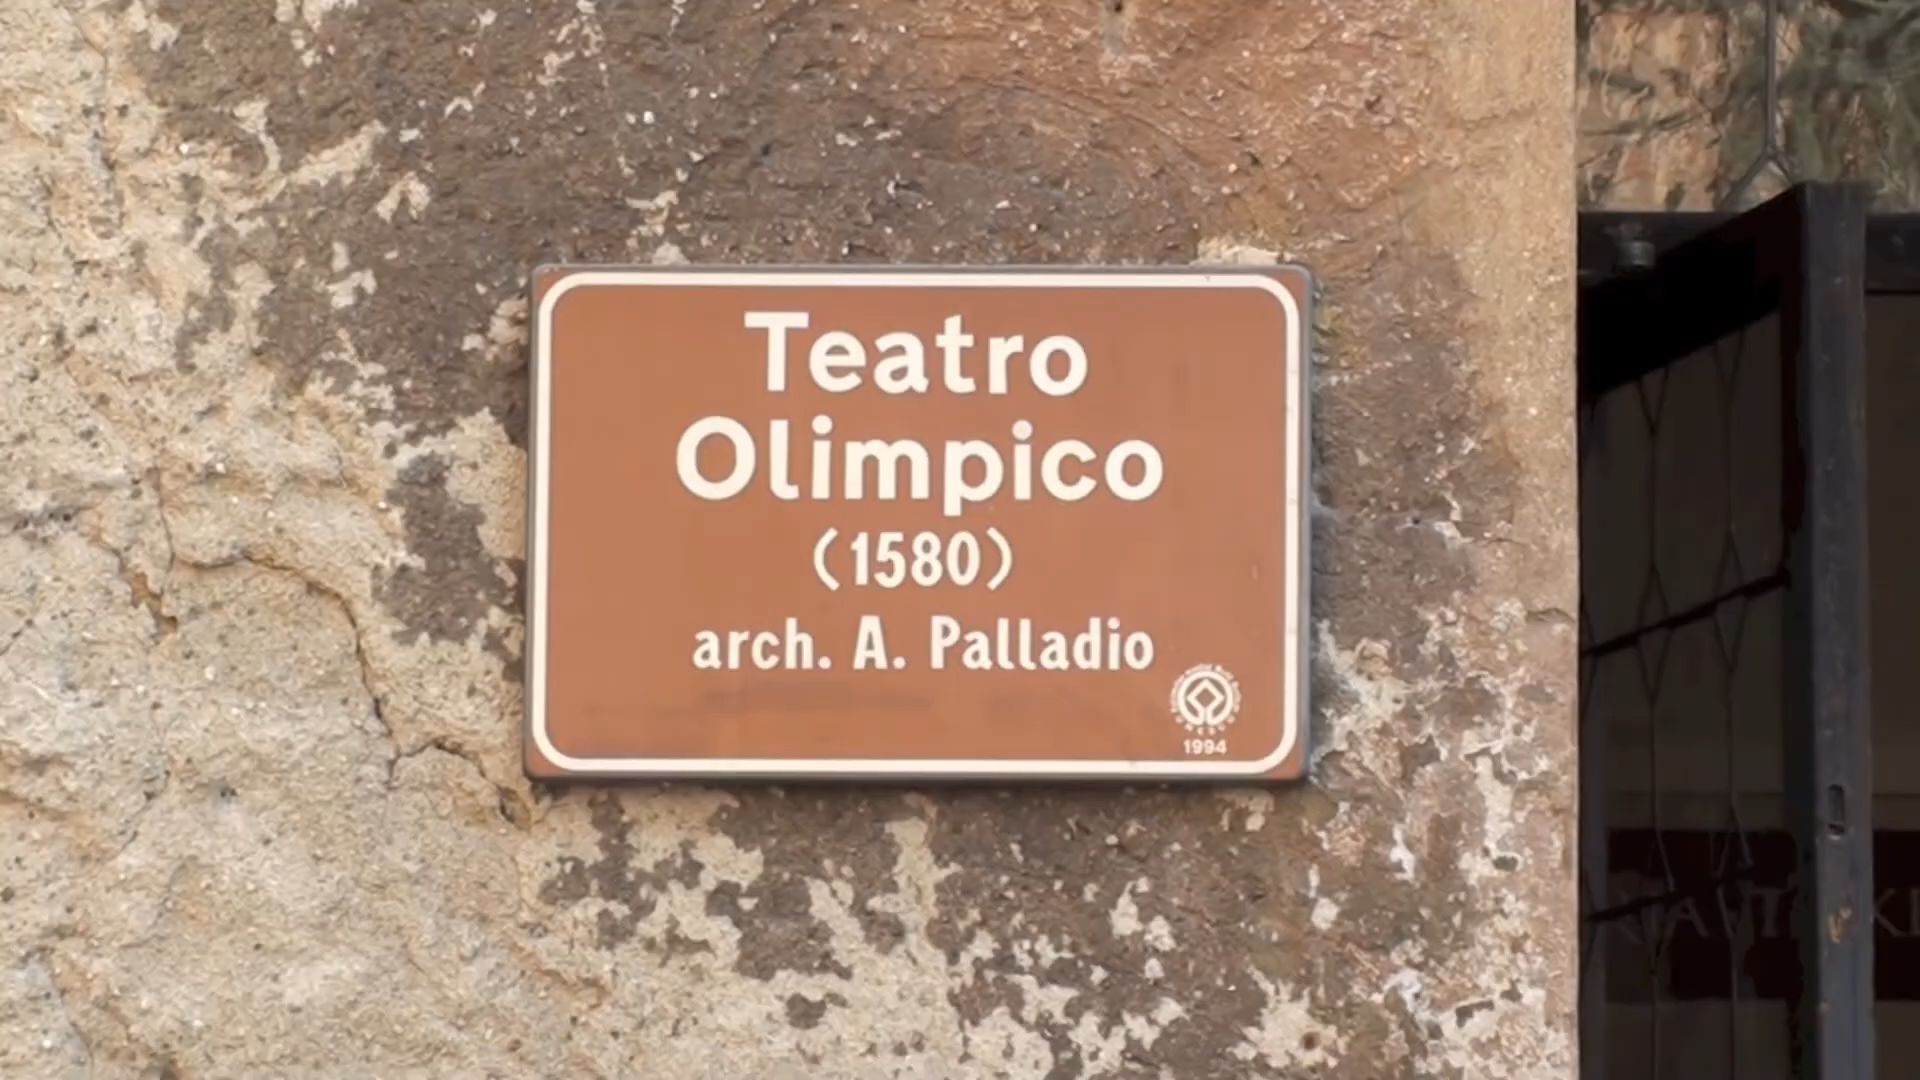 Teatro
Olimpico
(1580)
arch. A. Palladio
1994